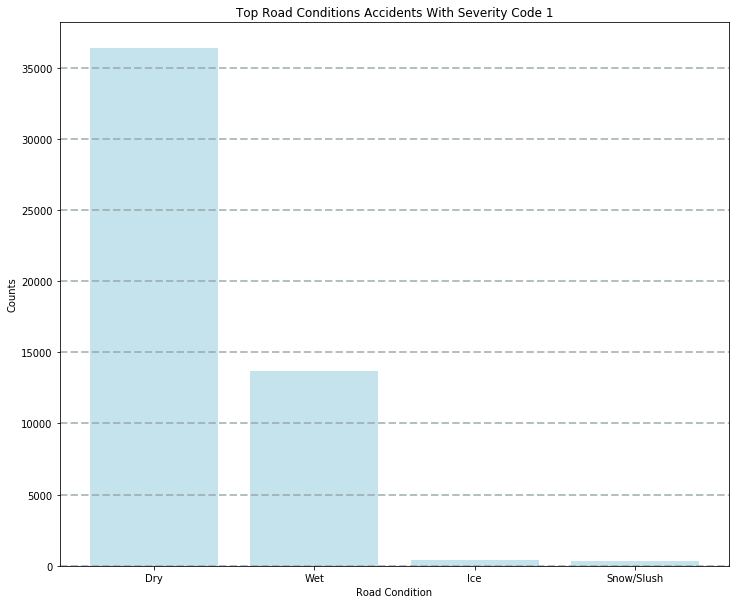 Top Road Conditions Accidents With Severity Code 1
35000
30000
25000
20000
15000
10000
5000
0
Counts
Dry Wet Ice Snow/Slush
Road Condition